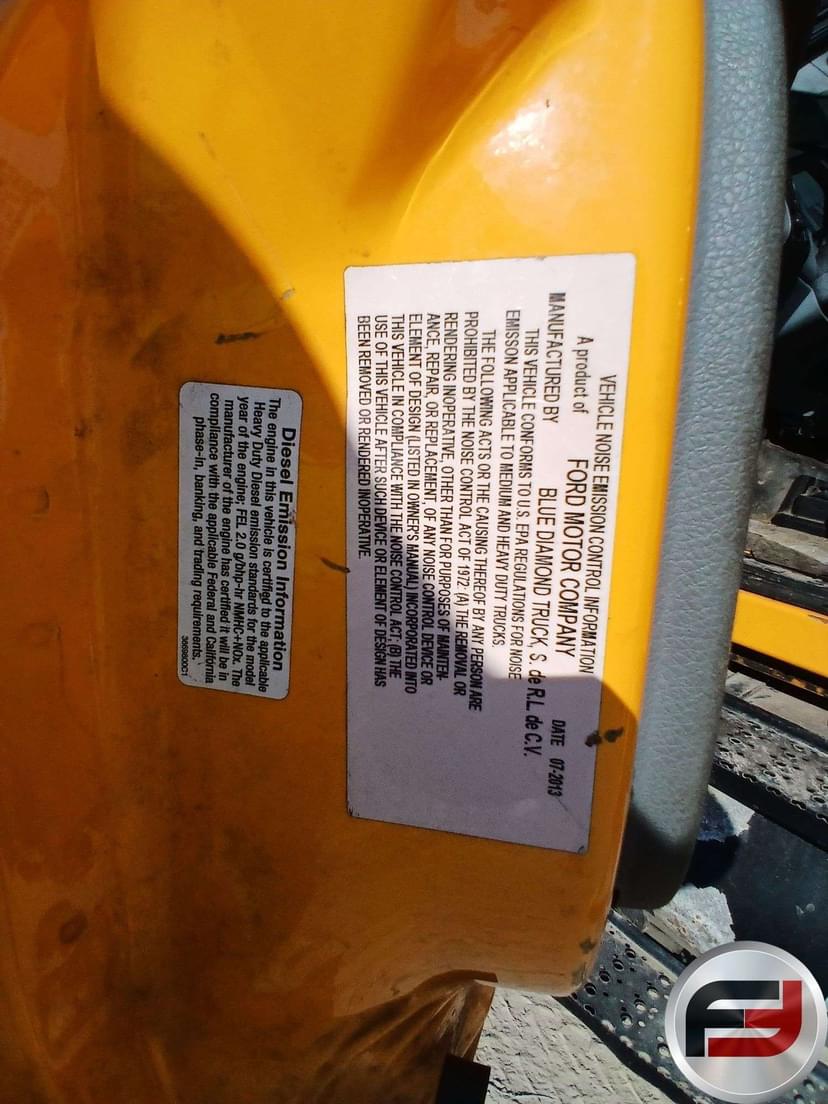 VEHICLE NOISE EMISSION CONTROL INFORMATION
A product of FORD MOTOR COMPANY DATE 07-2013
MANUFACTURED BY BLUE DIAMOND TRUCK, S. de R.L. de C.V.
THIS VEHICLE CONFORMS TO U.S. EPA REGULATIONS FOR NOISE
EMISSON APPLICABLE TO MEDIUM AND HEAVY DUTY TRUCKS.
THE FOLLOWING ACTS OR THE CAUSING THEREOF BY ANY PERSON ARE
PROHIBITED BY THE NOISE CONTROL ACT OF 1972: (A) THE REMOVAL OR
RENDERING INOPERATIVE, OTHER THAN FOR PURPOSES OF MAINTEN-
ANCE, REPAIR, OR REPLACEMENT, OF ANY NOISE CONTROL DEVICE OR
ELEMENT OF DESIGN (LISTED IN OWNER'S MANUAL) INCORPORATED INTO
THIS VEHICLE IN COMPLIANCE WITH THE NOISE CONTROL ACT; (B) THE
USE OF THIS VEHICLE AFTER SUCH DEVICE OR ELEMENT OF DESIGN HAS
BEEN REMOVED OR RENDERED INOPERATIVE.
Diesel Emission Information
The engine in this vehicle is certified to the applicable
Heavy Duty Diesel emission standards for the model
year of the engine; FEL 2.0 g/bhp-hr NMHC+NOx. The
manufacturer of the engine has certified it will be in
compliance with the applicable Federal and California
phase-in, banking, and trading requirements.
3669800C1